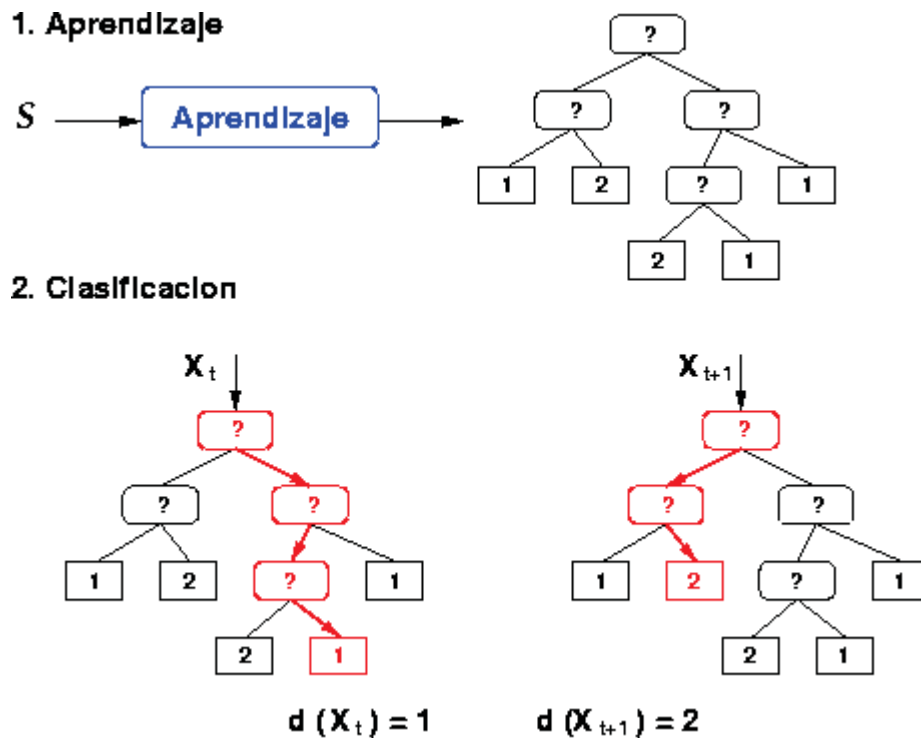 1. Aprendizaje
?
S
Aprendizaje
? ?
1 2 ? 1
2 1
2. Clasificacion
X t
X t+1
? ?
? ? ? ?
1 2 ? 1 1 2 ? 1
2 1 2 1
d (X t) = 1 d (X t+1) = 2